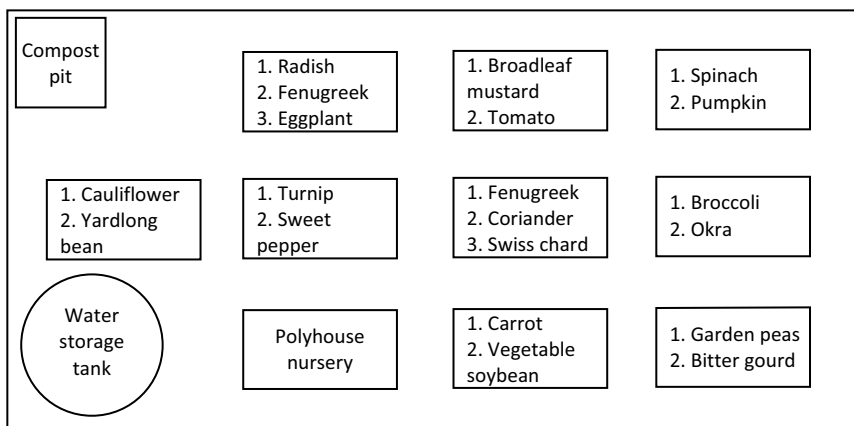 Compost
pit
1. Radish
2. Fenugreek
3. Eggplant
1. Broadleaf
mustard
2. Tomato
1. Spinach
2. Pumpkin
1. Cauliflower
2. Yardlong
bean
1. Turnip
2. Sweet
pepper
1. Fenugreek
2. Coriander
3. Swiss chard
1. Broccoli
2. Okra
Water
storage
tank
Polyhouse
nursery
1. Carrot
2. Vegetable
soybean
1. Garden peas
2. Bitter gourd